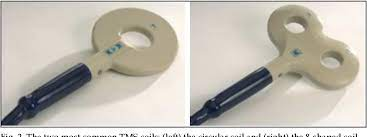 Fig. 2. The two most common TMS coils: (left) the circular coil and (right) the 8-shaped coil